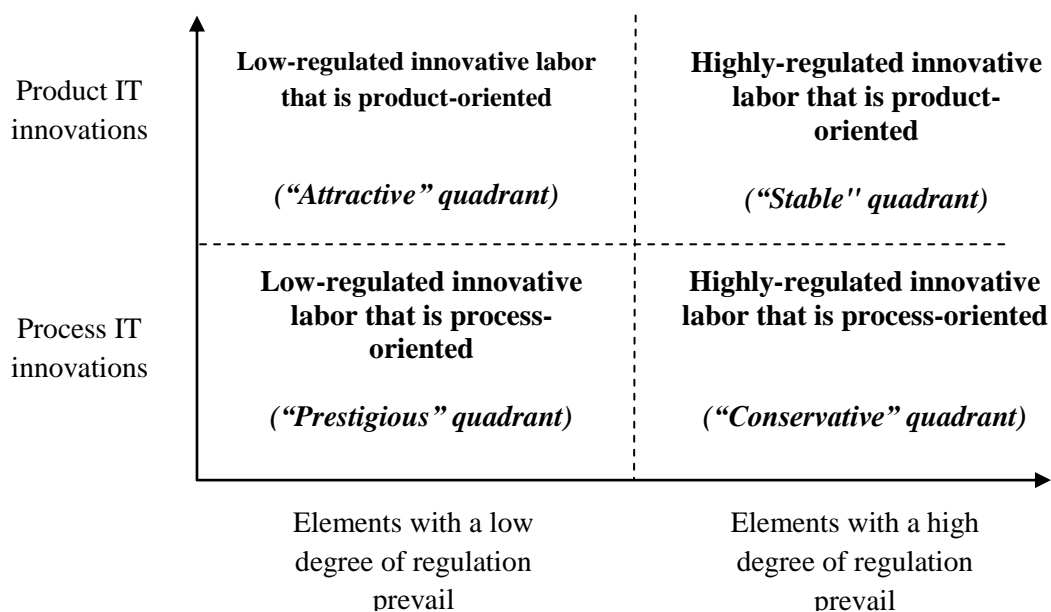 Product IT
innovations
Low-regulated innovative labor
that is product-oriented
(“Attractive” quadrant)
Highly-regulated innovative
labor that is product-
oriented
(“Stable" quadrant)
Process IT
innovations
Low-regulated innovative
labor that is process-
oriented
(“Prestigious” quadrant)
Highly-regulated innovative
labor that is process-oriented
(“Conservative” quadrant)
Elements with a low
degree of regulation
prevail
Elements with a high
degree of regulation
prevail